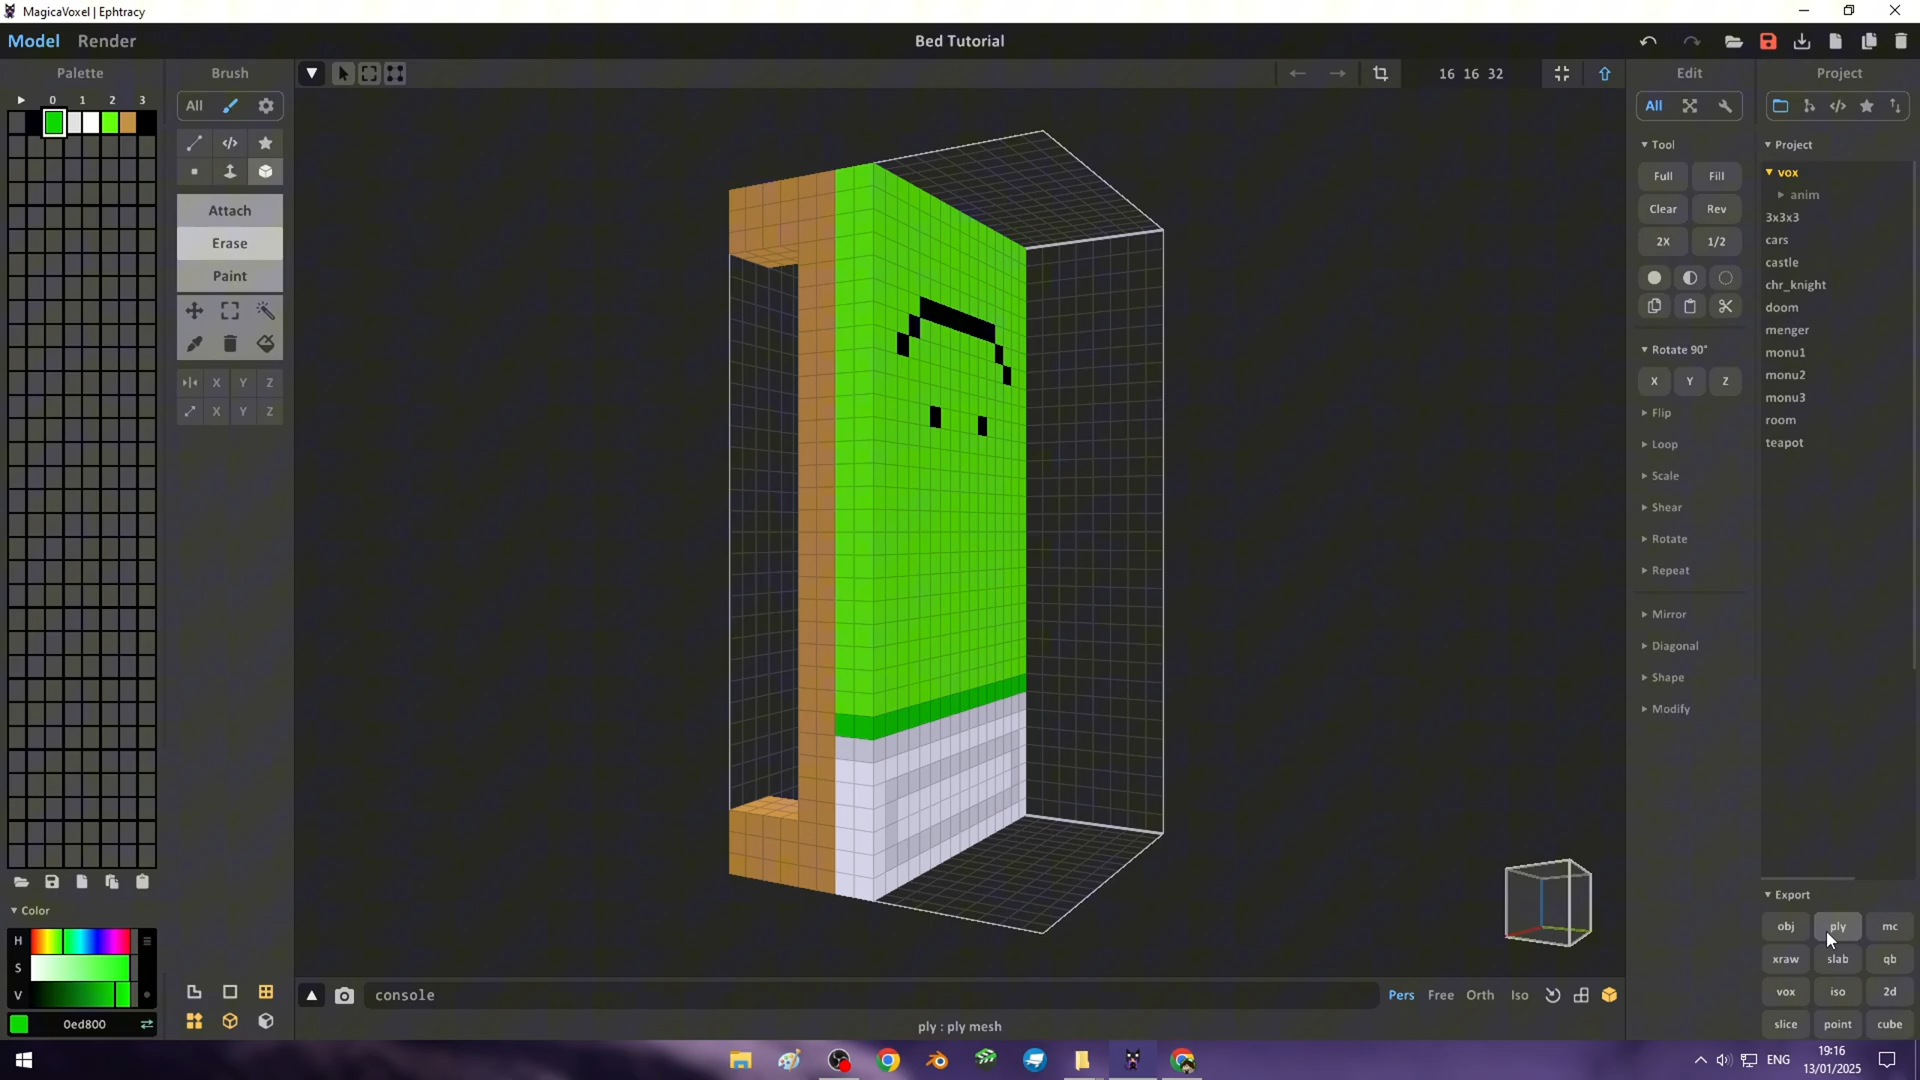 MagicaVoxel | Ephtracy
Model Render
Bed Tutorial
Palette
Brush
16 16 32
Edit
Project
0 1 2 3
All
All
Attach
Erase
Paint
X Y Z
X Y Z
Tool
Full Fill
Clear Rev
2X 1/2
Rotate 90°
X Y Z
Flip
Loop
Scale
Shear
Rotate
Repeat
Mirror
Diagonal
Shape
Modify
Project
vox
anim
3x3x3
cars
castle
chr_knight
doom
menger
monu1
monu2
monu3
room
teapot
Export
obj ply mc
xraw slab qb
vox iso 2d
slice point cube
Color
H
S
V
0ed800
console
Pers Free Orth Iso
ply : ply mesh
ENG
19:16
13/01/2025